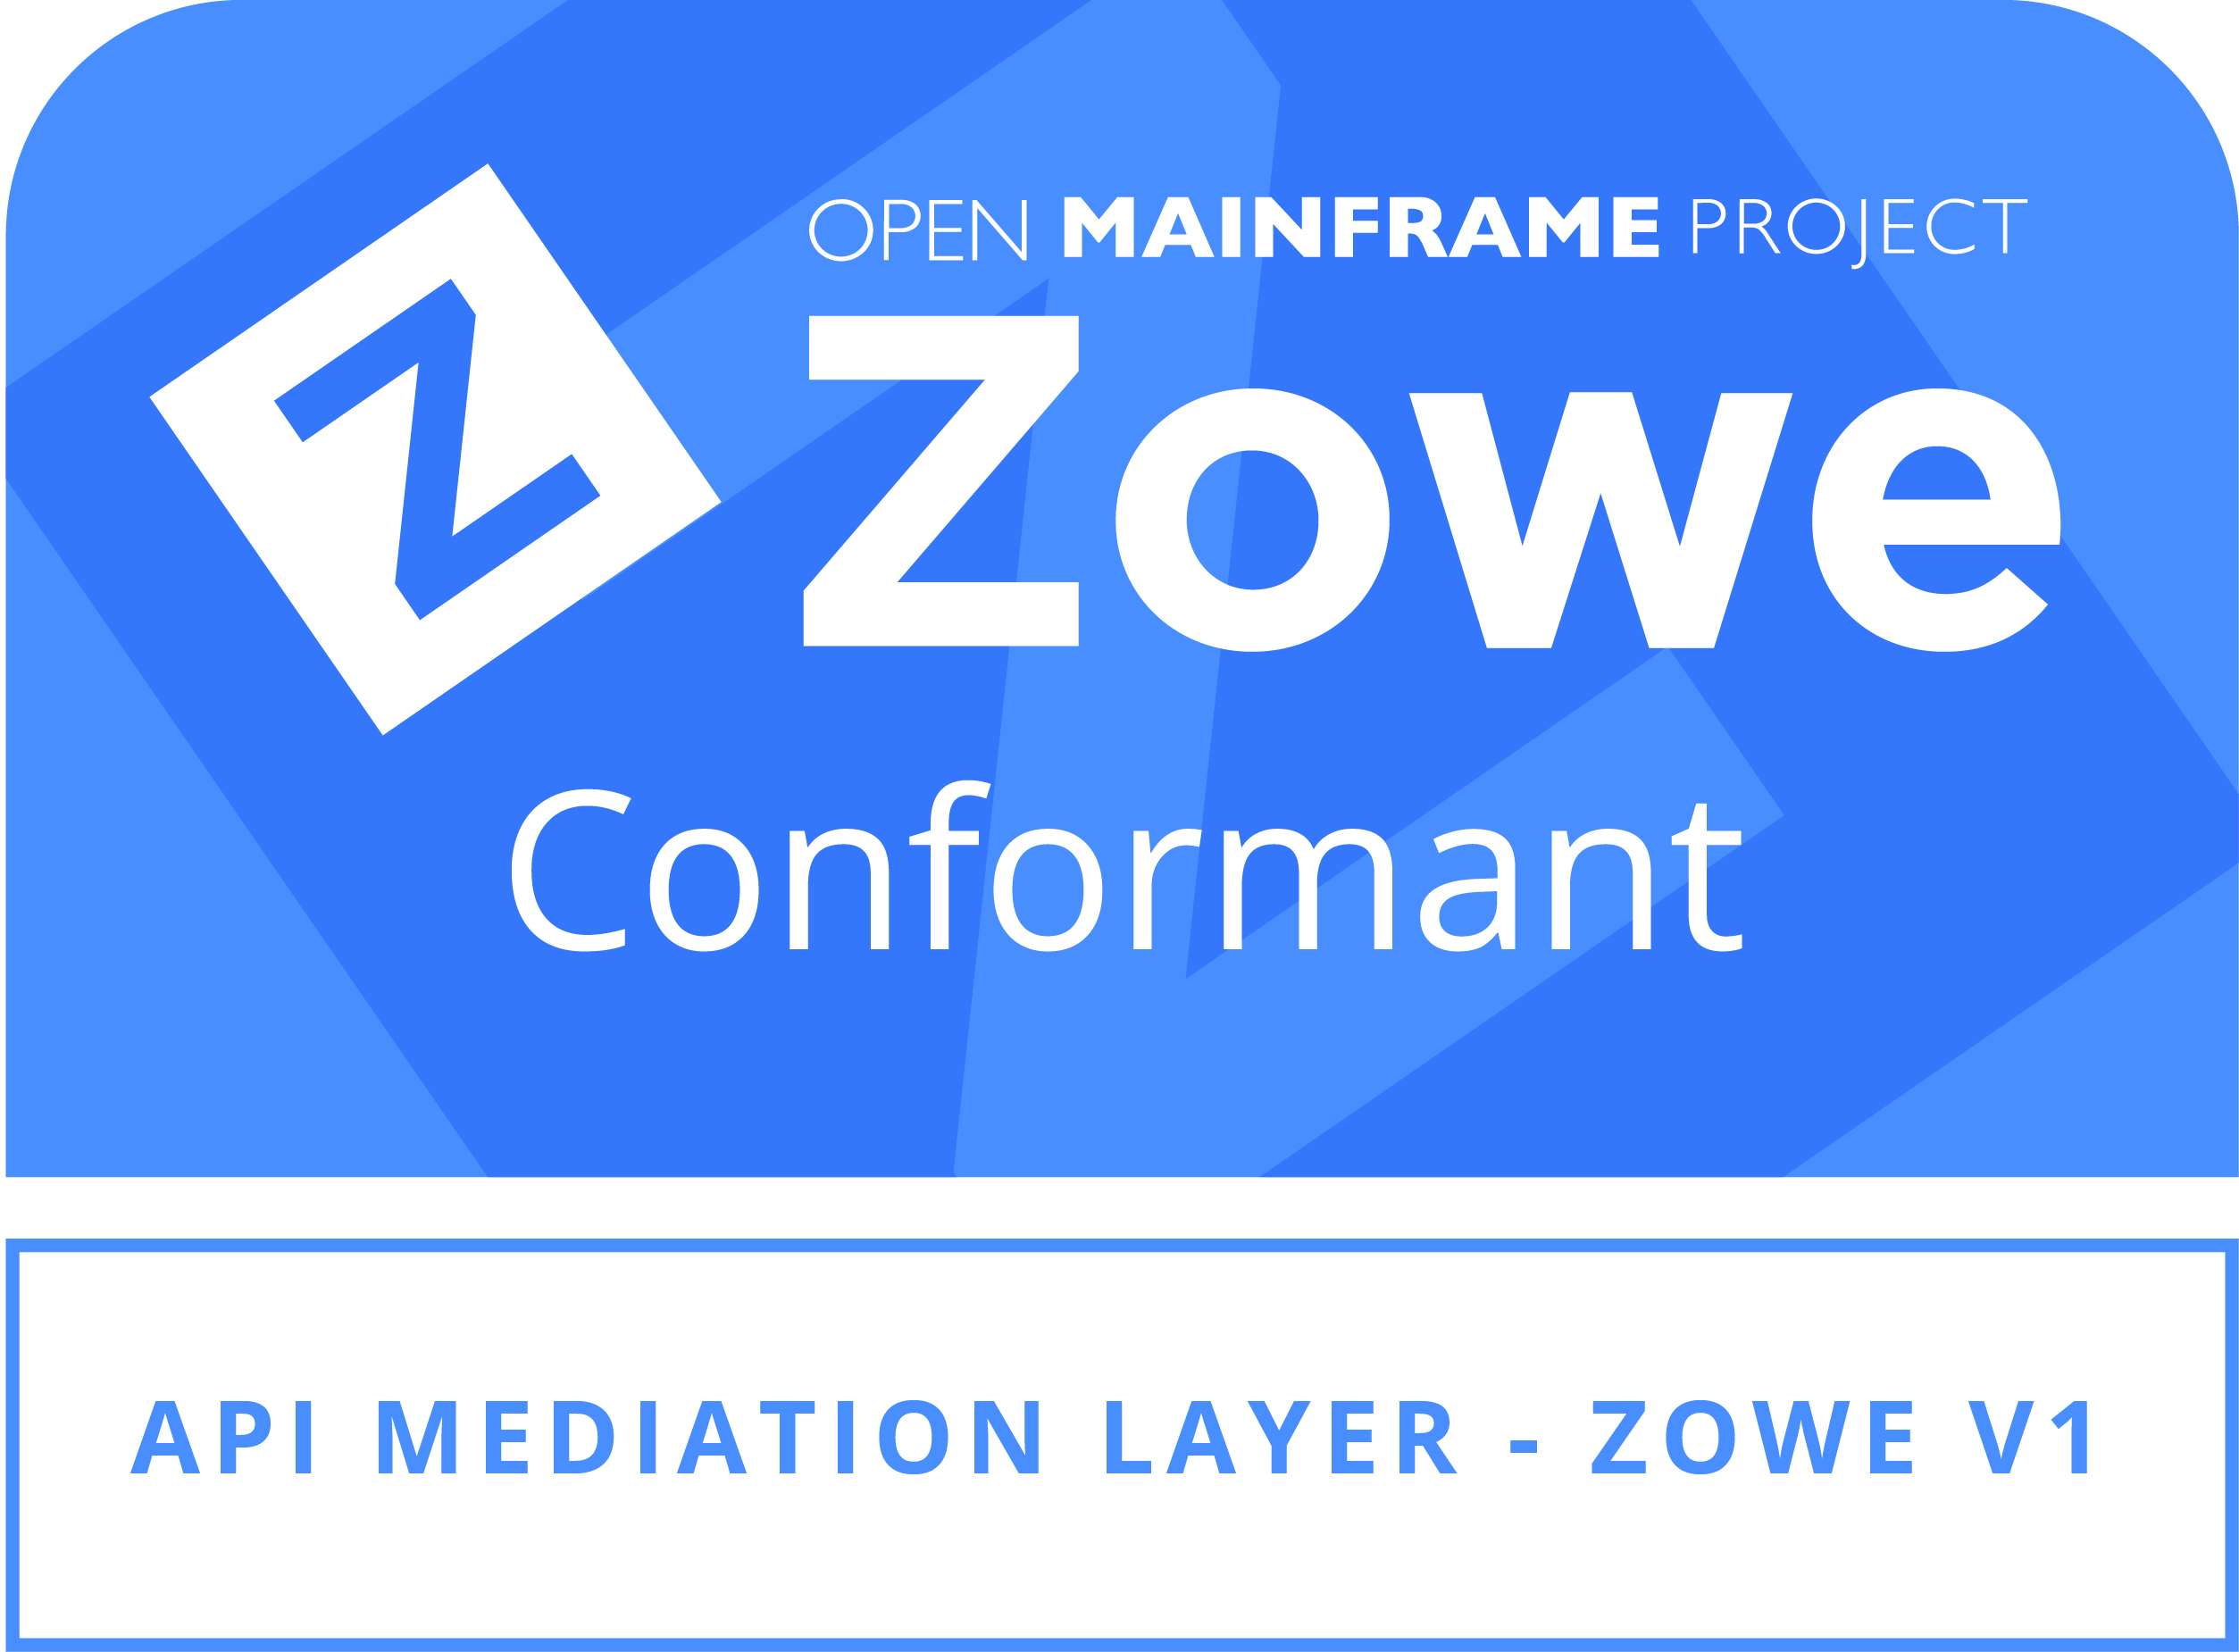 OPEN MAINFRAME PROJECT
Z Zowe
Conformant
API MEDIATION LAYER - ZOWE V1